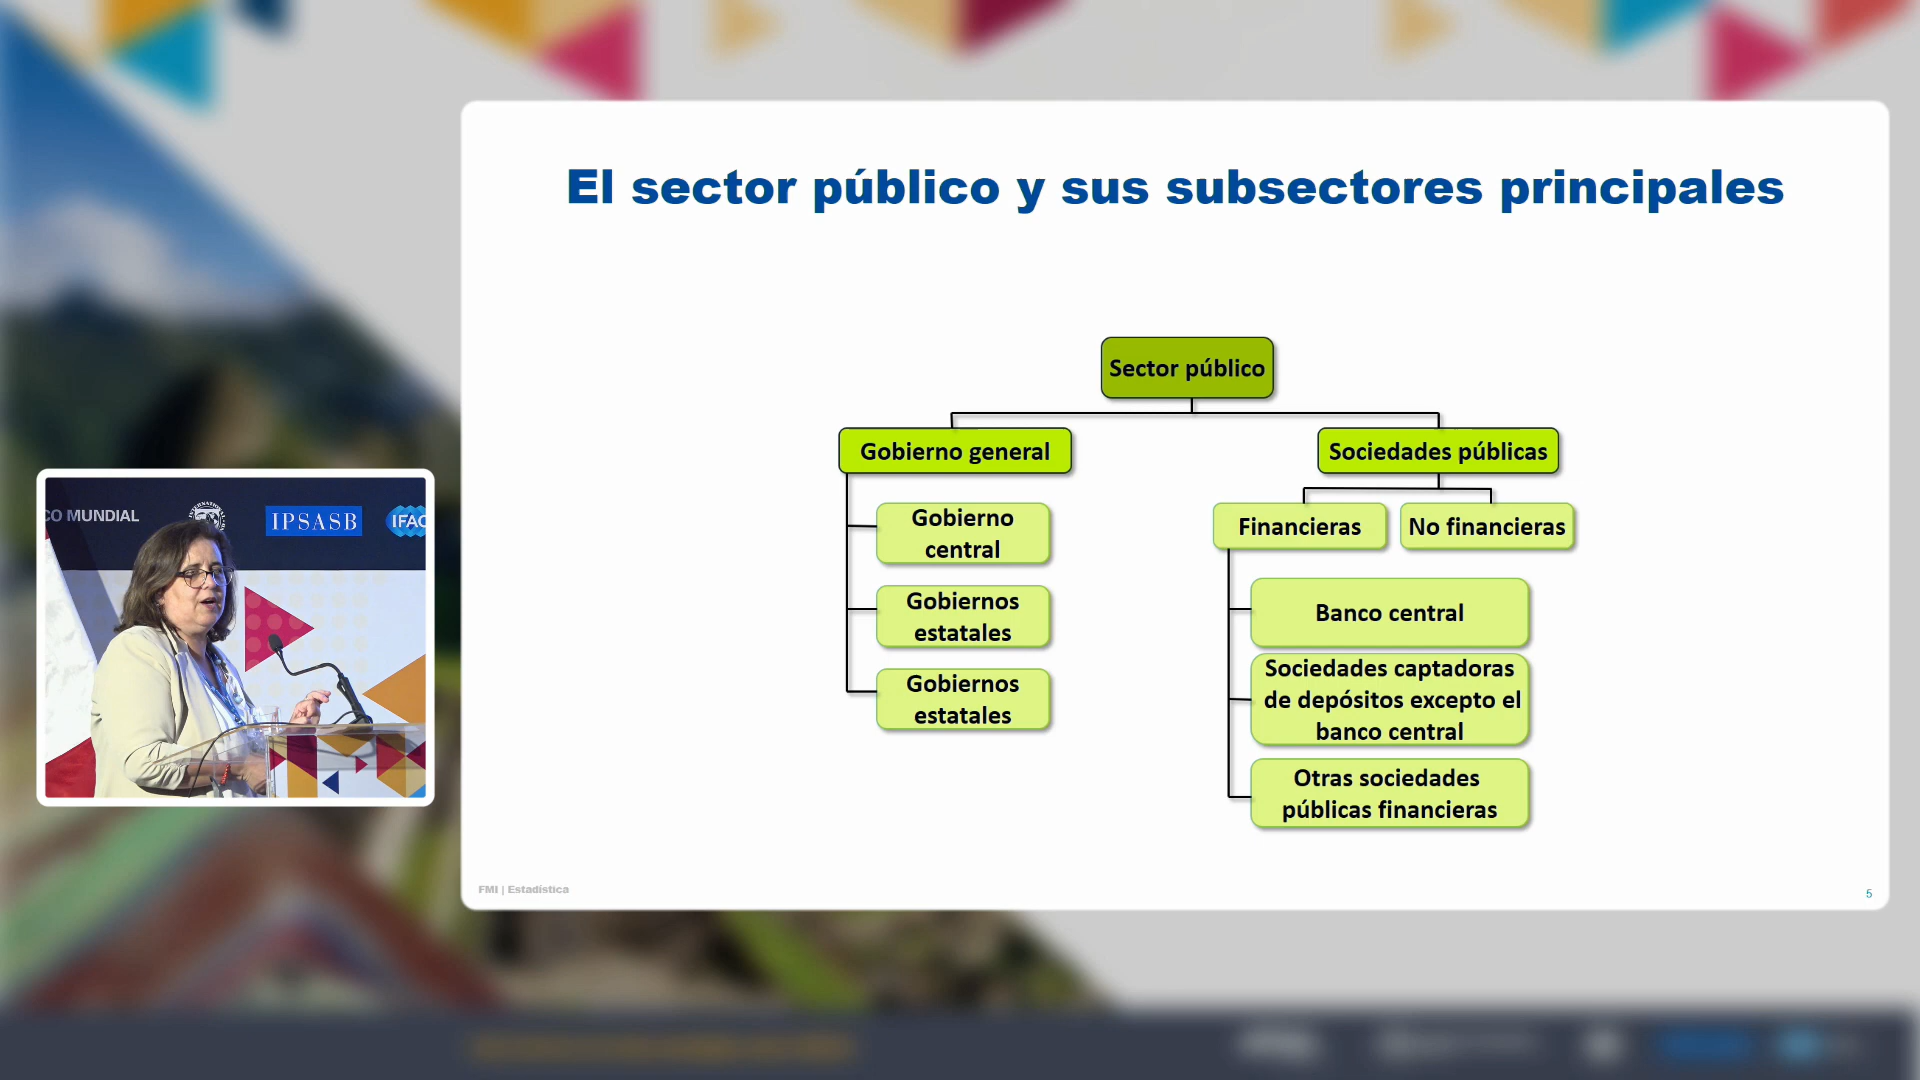 El sector público y sus subsectores principales
Sector público
Gobierno general
Sociedades públicas
Gobierno
central
Gobiernos
estatales
Gobiernos
estatales
Financieras
No financieras
Banco central
Sociedades captadoras
de depósitos excepto el
banco central
Otras sociedades
públicas financieras
FMI | Estadística
5
CO MUNDIAL
IPSASB
IFAC